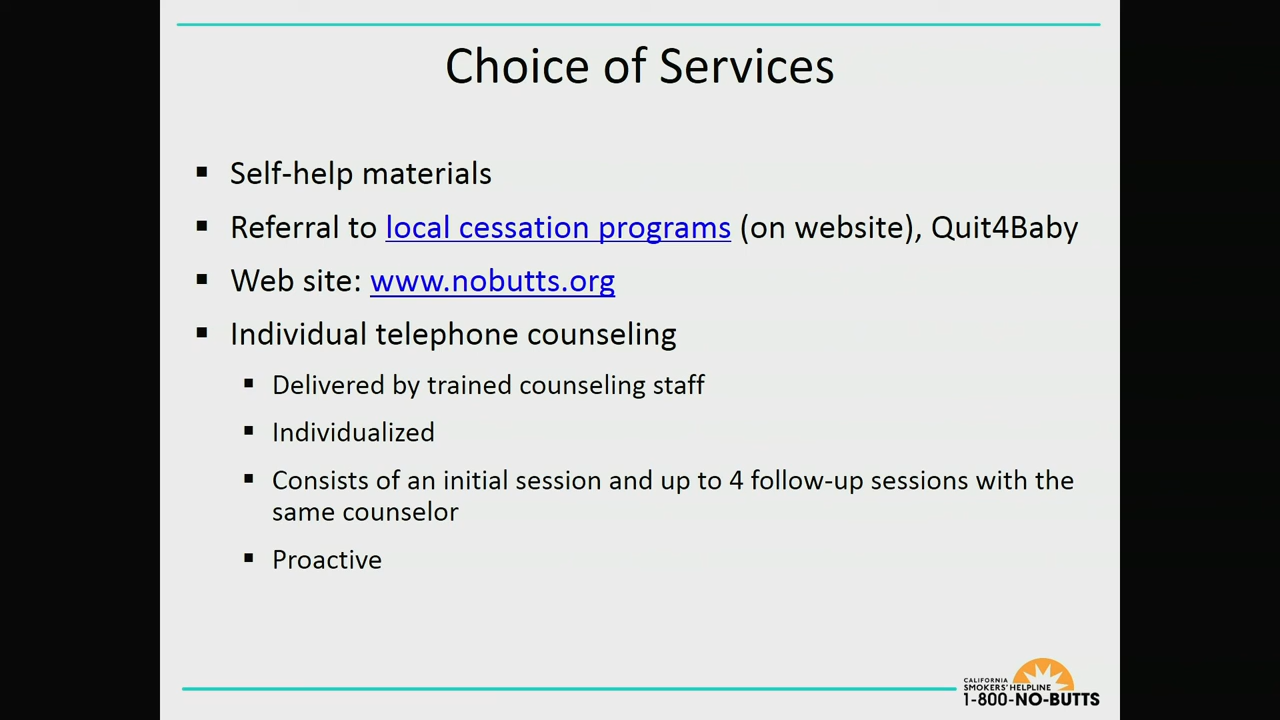 Choice of Services
▪ Self-help materials
▪ Referral to local cessation programs (on website), Quit4Baby
▪ Web site: www.nobutts.org
▪ Individual telephone counseling
▪ Delivered by trained counseling staff
▪ Individualized
▪ Consists of an initial session and up to 4 follow-up sessions with the
same counselor
▪ Proactive
CALIFORNIA
SMOKERS' HELPLINE
1-800-NO-BUTTS